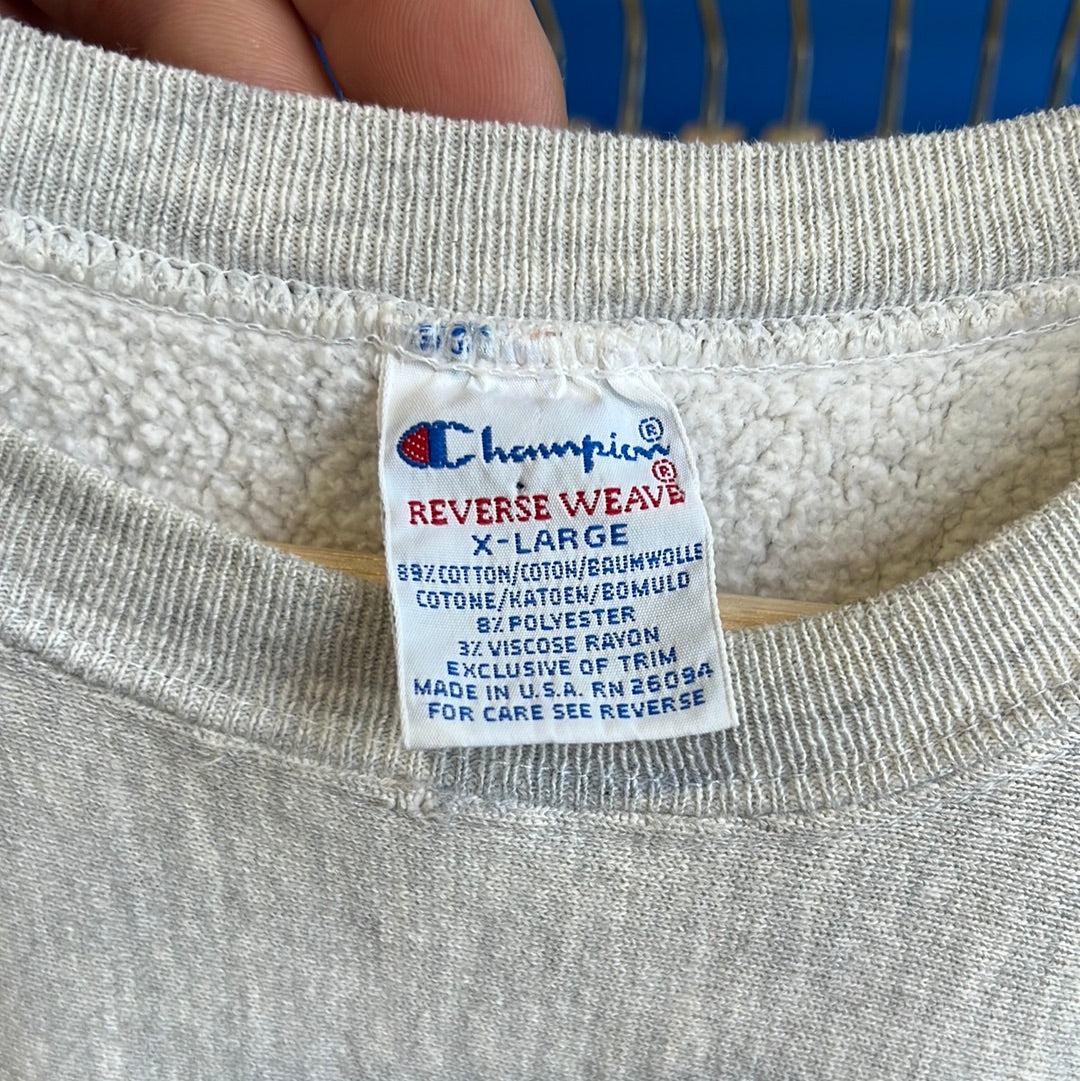 Champion®
REVERSE WEAVE®
X-LARGE
89%COTTON/COTON/BAUMWOLLE
COTONE/KATOEN/BOMULD
8% POLYESTER
3% VISCOSE RAYON
EXCLUSIVE OF TRIM
MADE IN U.S.A. RN 26094
FOR CARE SEE REVERSE